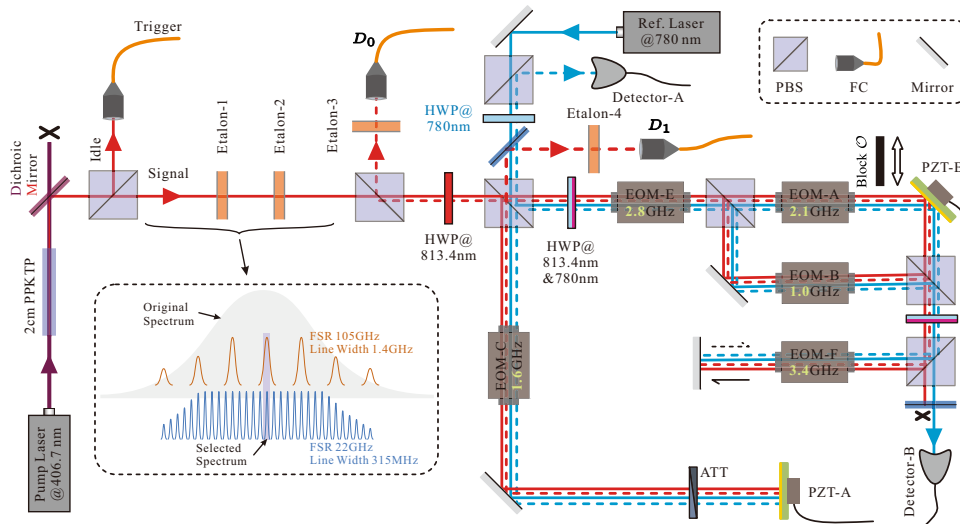 Trigger
D₀
Ref. Laser
@780 nm
PBS
FC
Mirror
Detector-A
HWP@
780nm
Etalon-4
D₁
Etalon-1
Etalon-2
Etalon-3
Idle
Signal
Dichroic
Mirror
Block O
PZT-B
EOM-E
2.8GHz
EOM-A
2.1GHz
HWP@
813.4nm
HWP@
813.4nm
&780nm
EOM-B
1.0GHz
2cm PPKTP
Original
Spectrum
FSR 105GHz
Line Width 1.4GHz
EOM-C
1.6GHz
EOM-F
3.4GHz
Selected
Spectrum
FSR 22GHz
Line Width 315MHz
Pump Laser
@406.7 nm
ATT
PZT-A
Detector-B